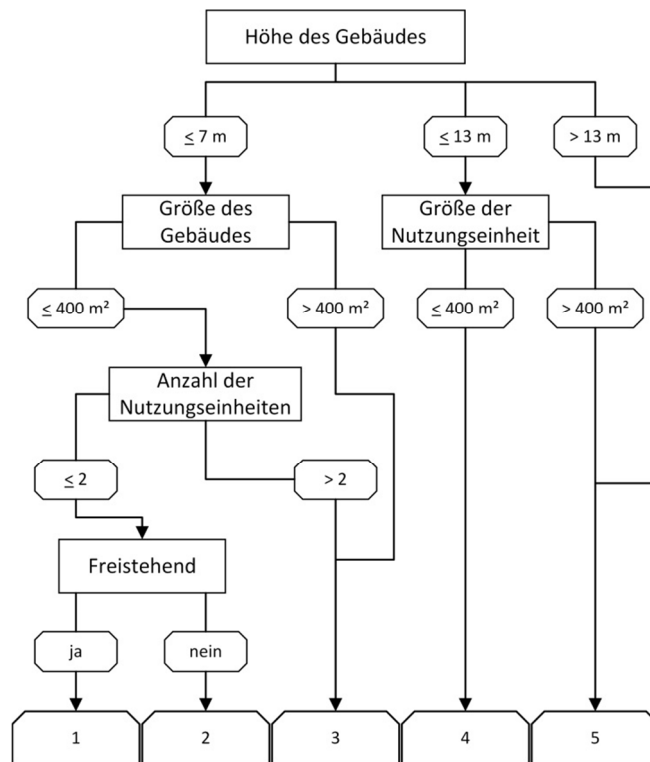 Höhe des Gebäudes
≤ 7 m
≤ 13 m
> 13 m
Größe des
Gebäudes
Größe der
Nutzungseinheit
≤ 400 m²
> 400 m²
≤ 400 m²
> 400 m²
Anzahl der
Nutzungseinheiten
≤ 2
> 2
Freistehend
ja
nein
1
2
3
4
5